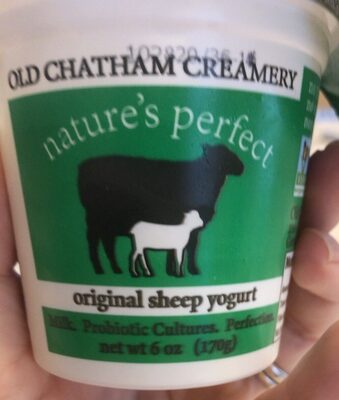 OLD CHATHAM CREAMERY
nature's perfect
original sheep yogurt
Milk. Probiotic Cultures. Perfection.
net wt 6 oz (170g)